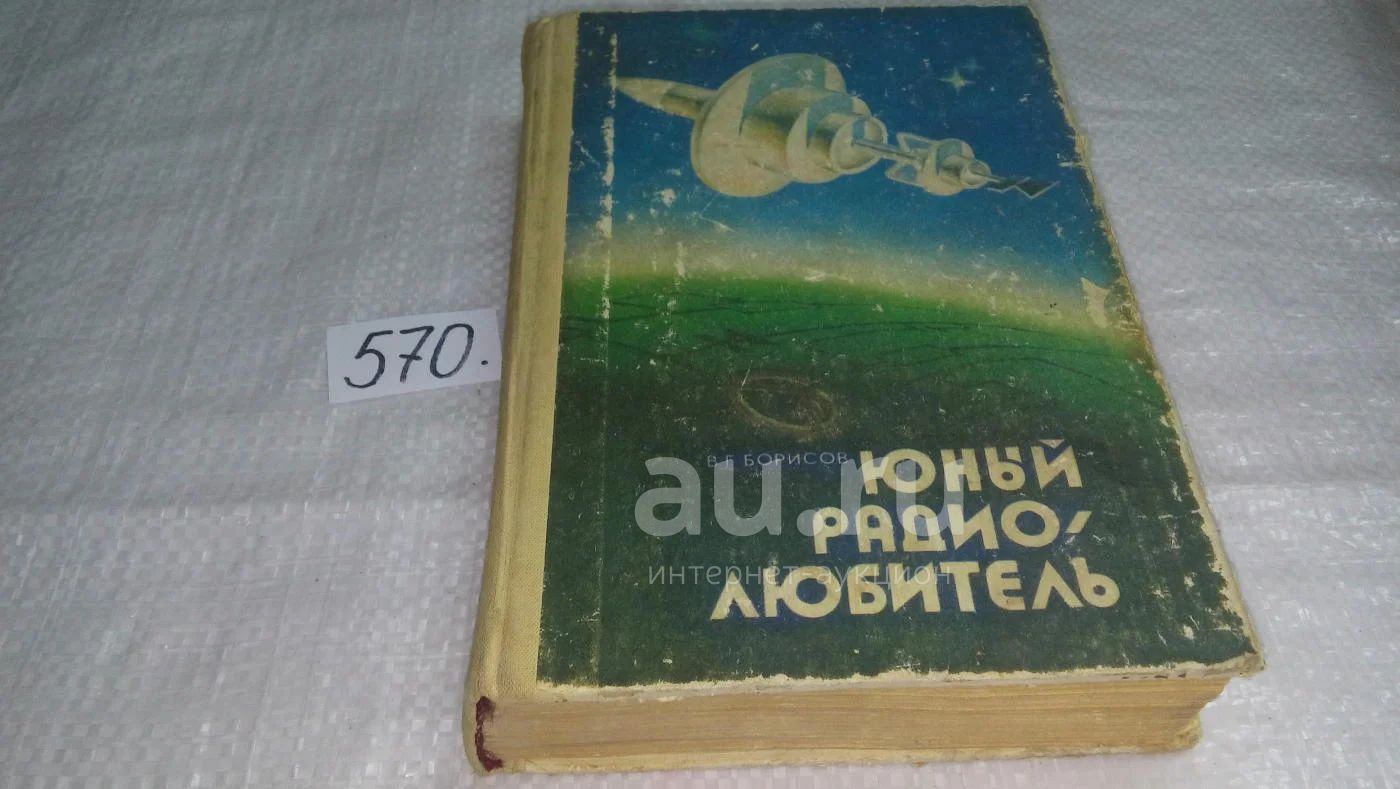 570.
В.Г. БОРИСОВ
ЮНЫЙ
РАДИО-
ЛЮБИТЕЛЬ
au.ru
интернет-аукцион